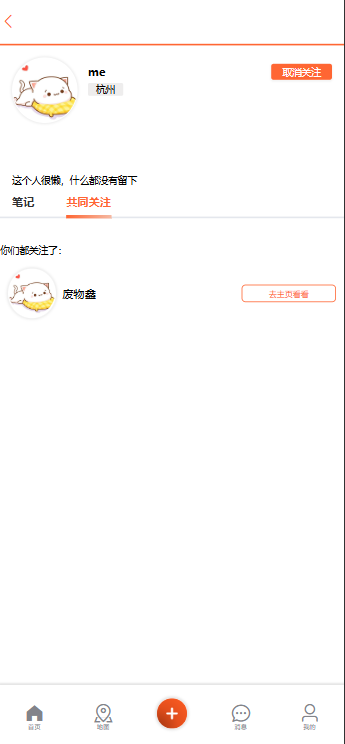 me
取消关注
杭州
这个人很懒，什么都没有留下
笔记
共同关注
你们都关注了：
废物鑫
去主页看看
首页
地图
消息
我的